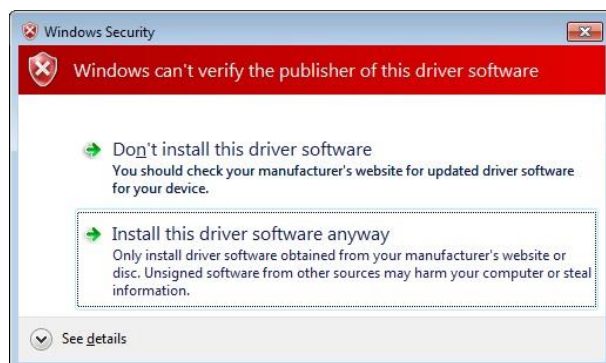 Windows Security
Windows can't verify the publisher of this driver software
Don't install this driver software
You should check your manufacturer's website for updated driver software
for your device.
Install this driver software anyway
Only install driver software obtained from your manufacturer's website or
disc. Unsigned software from other sources may harm your computer or steal
information.
See details